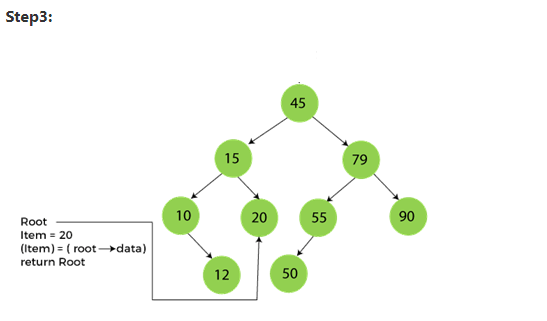 Step3:
45
15
79
10
20
55
90
Root
Item = 20
(Item) = ( root → data)
return Root
12
50